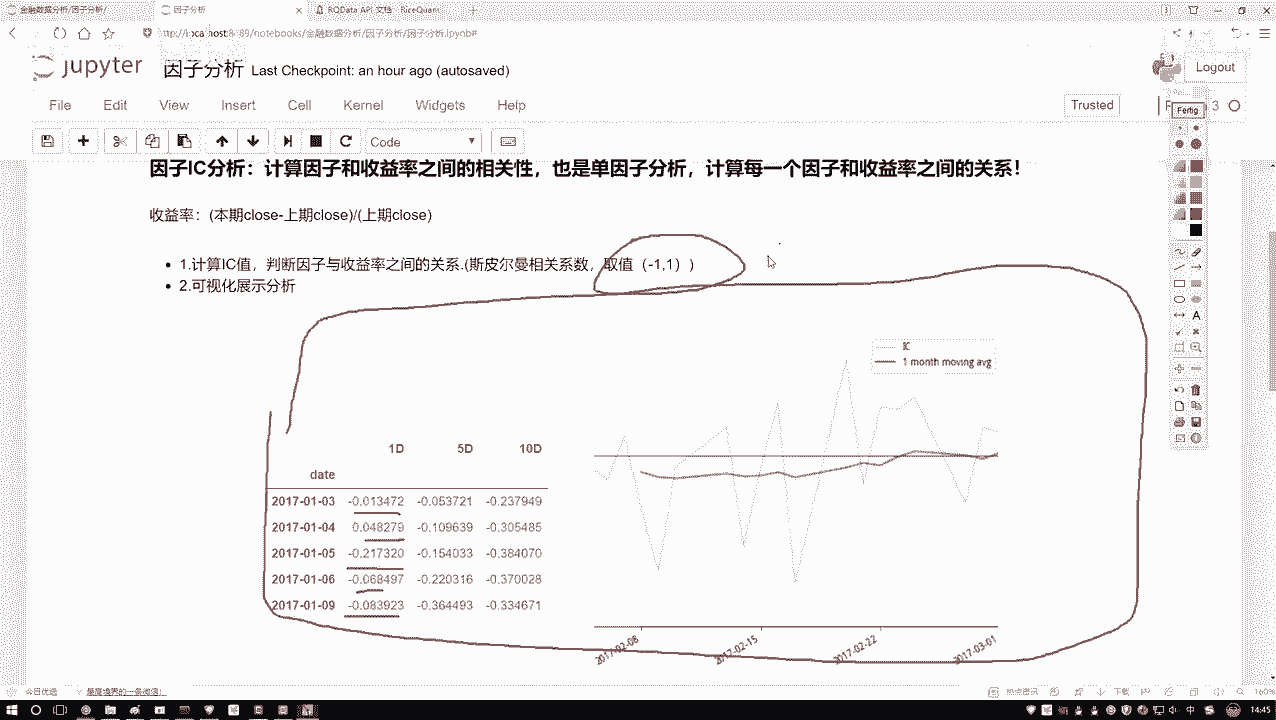 金融数据分析/因子分析/
因子分析
RQData API 文档 - RiceQuant
localhost:8889/notebooks/金融数据分析/因子分析/因子分析.ipynb#
jupyter 因子分析 Last Checkpoint: an hour ago (autosaved)
Logout
File Edit View Insert Cell Kernel Widgets Help
Trusted
3
Fertig
Code
因子IC分析：计算因子和收益率之间的相关性，也是单因子分析，计算每一个因子和收益率之间的关系！
收益率：(本期close-上期close)/(上期close)
1.计算IC值，判断因子与收益率之间的关系.(斯皮尔曼相关系数，取值（-1,1）)
2.可视化展示分析
IC
1 month moving avg
1D 5D 10D
date
2017-01-03 -0.013472 -0.053721 -0.237949
2017-01-04 0.048279 -0.109639 -0.305485
2017-01-05 -0.217320 -0.154033 -0.384070
2017-01-06 -0.068497 -0.220316 -0.370028
2017-01-09 -0.083923 -0.364493 -0.334671
2017-02-08 2017-02-15 2017-02-22 2017-03-01
今日优选
热点资讯
下载
160%
中
14:45